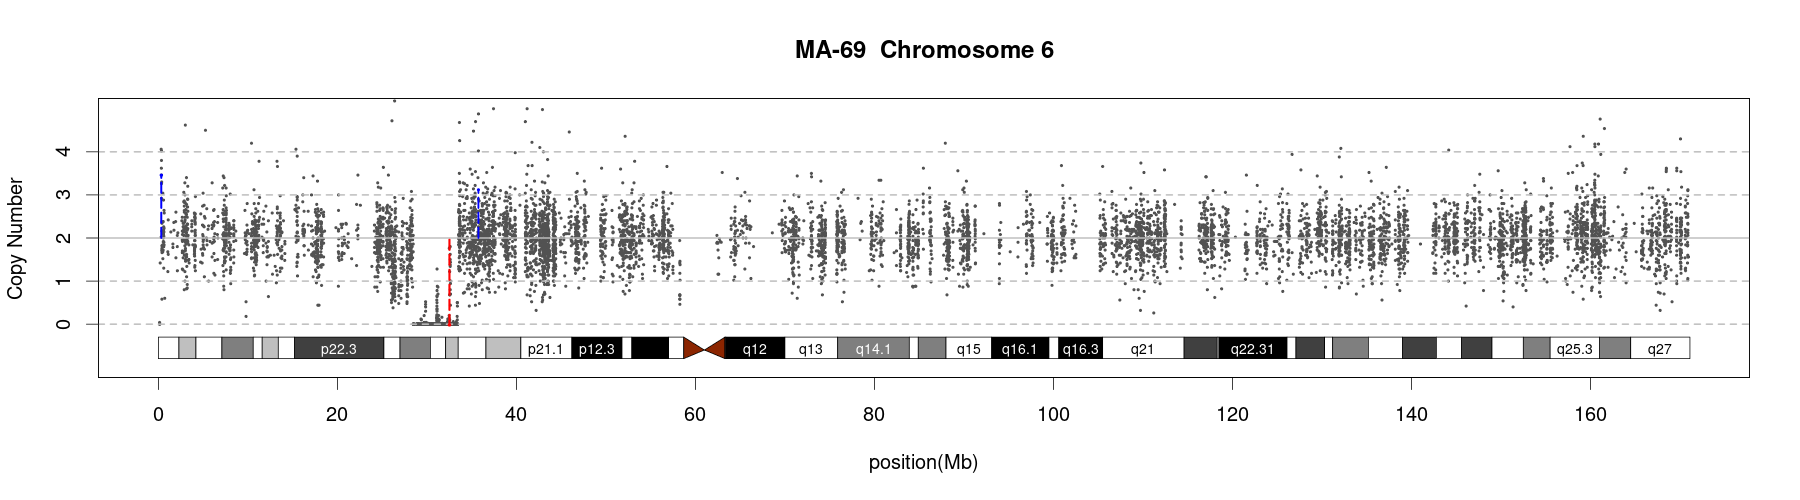 MA-69 Chromosome 6
Copy Number
4
3
2
1
0
p22.3 p21.1 p12.3 q12 q13 q14.1 q15 q16.1 q16.3 q21 q22.31 q25.3 q27
0 20 40 60 80 100 120 140 160
position(Mb)